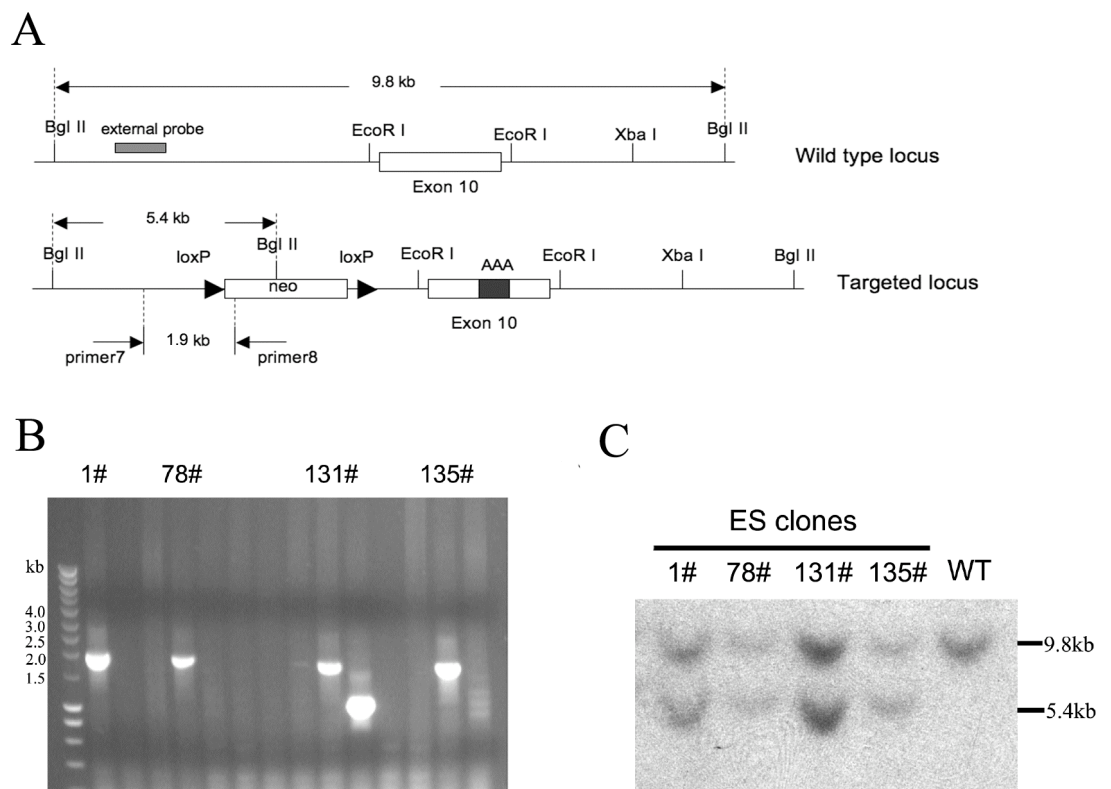 A
9.8 kb
Bgl II
external probe
EcoR I
EcoR I
Xba I
Bgl II
Wild type locus
Exon 10
5.4 kb
Bgl II
loxP
Bgl II
loxP
EcoR I
AAA
EcoR I
Xba I
Bgl II
neo
Targeted locus
Exon 10
primer7
1.9 kb
primer8
B
1# 78# 131# 135#
kb
4.0
3.0
2.5
2.0
1.5
C
ES clones
1# 78# 131# 135# WT
9.8kb
5.4kb